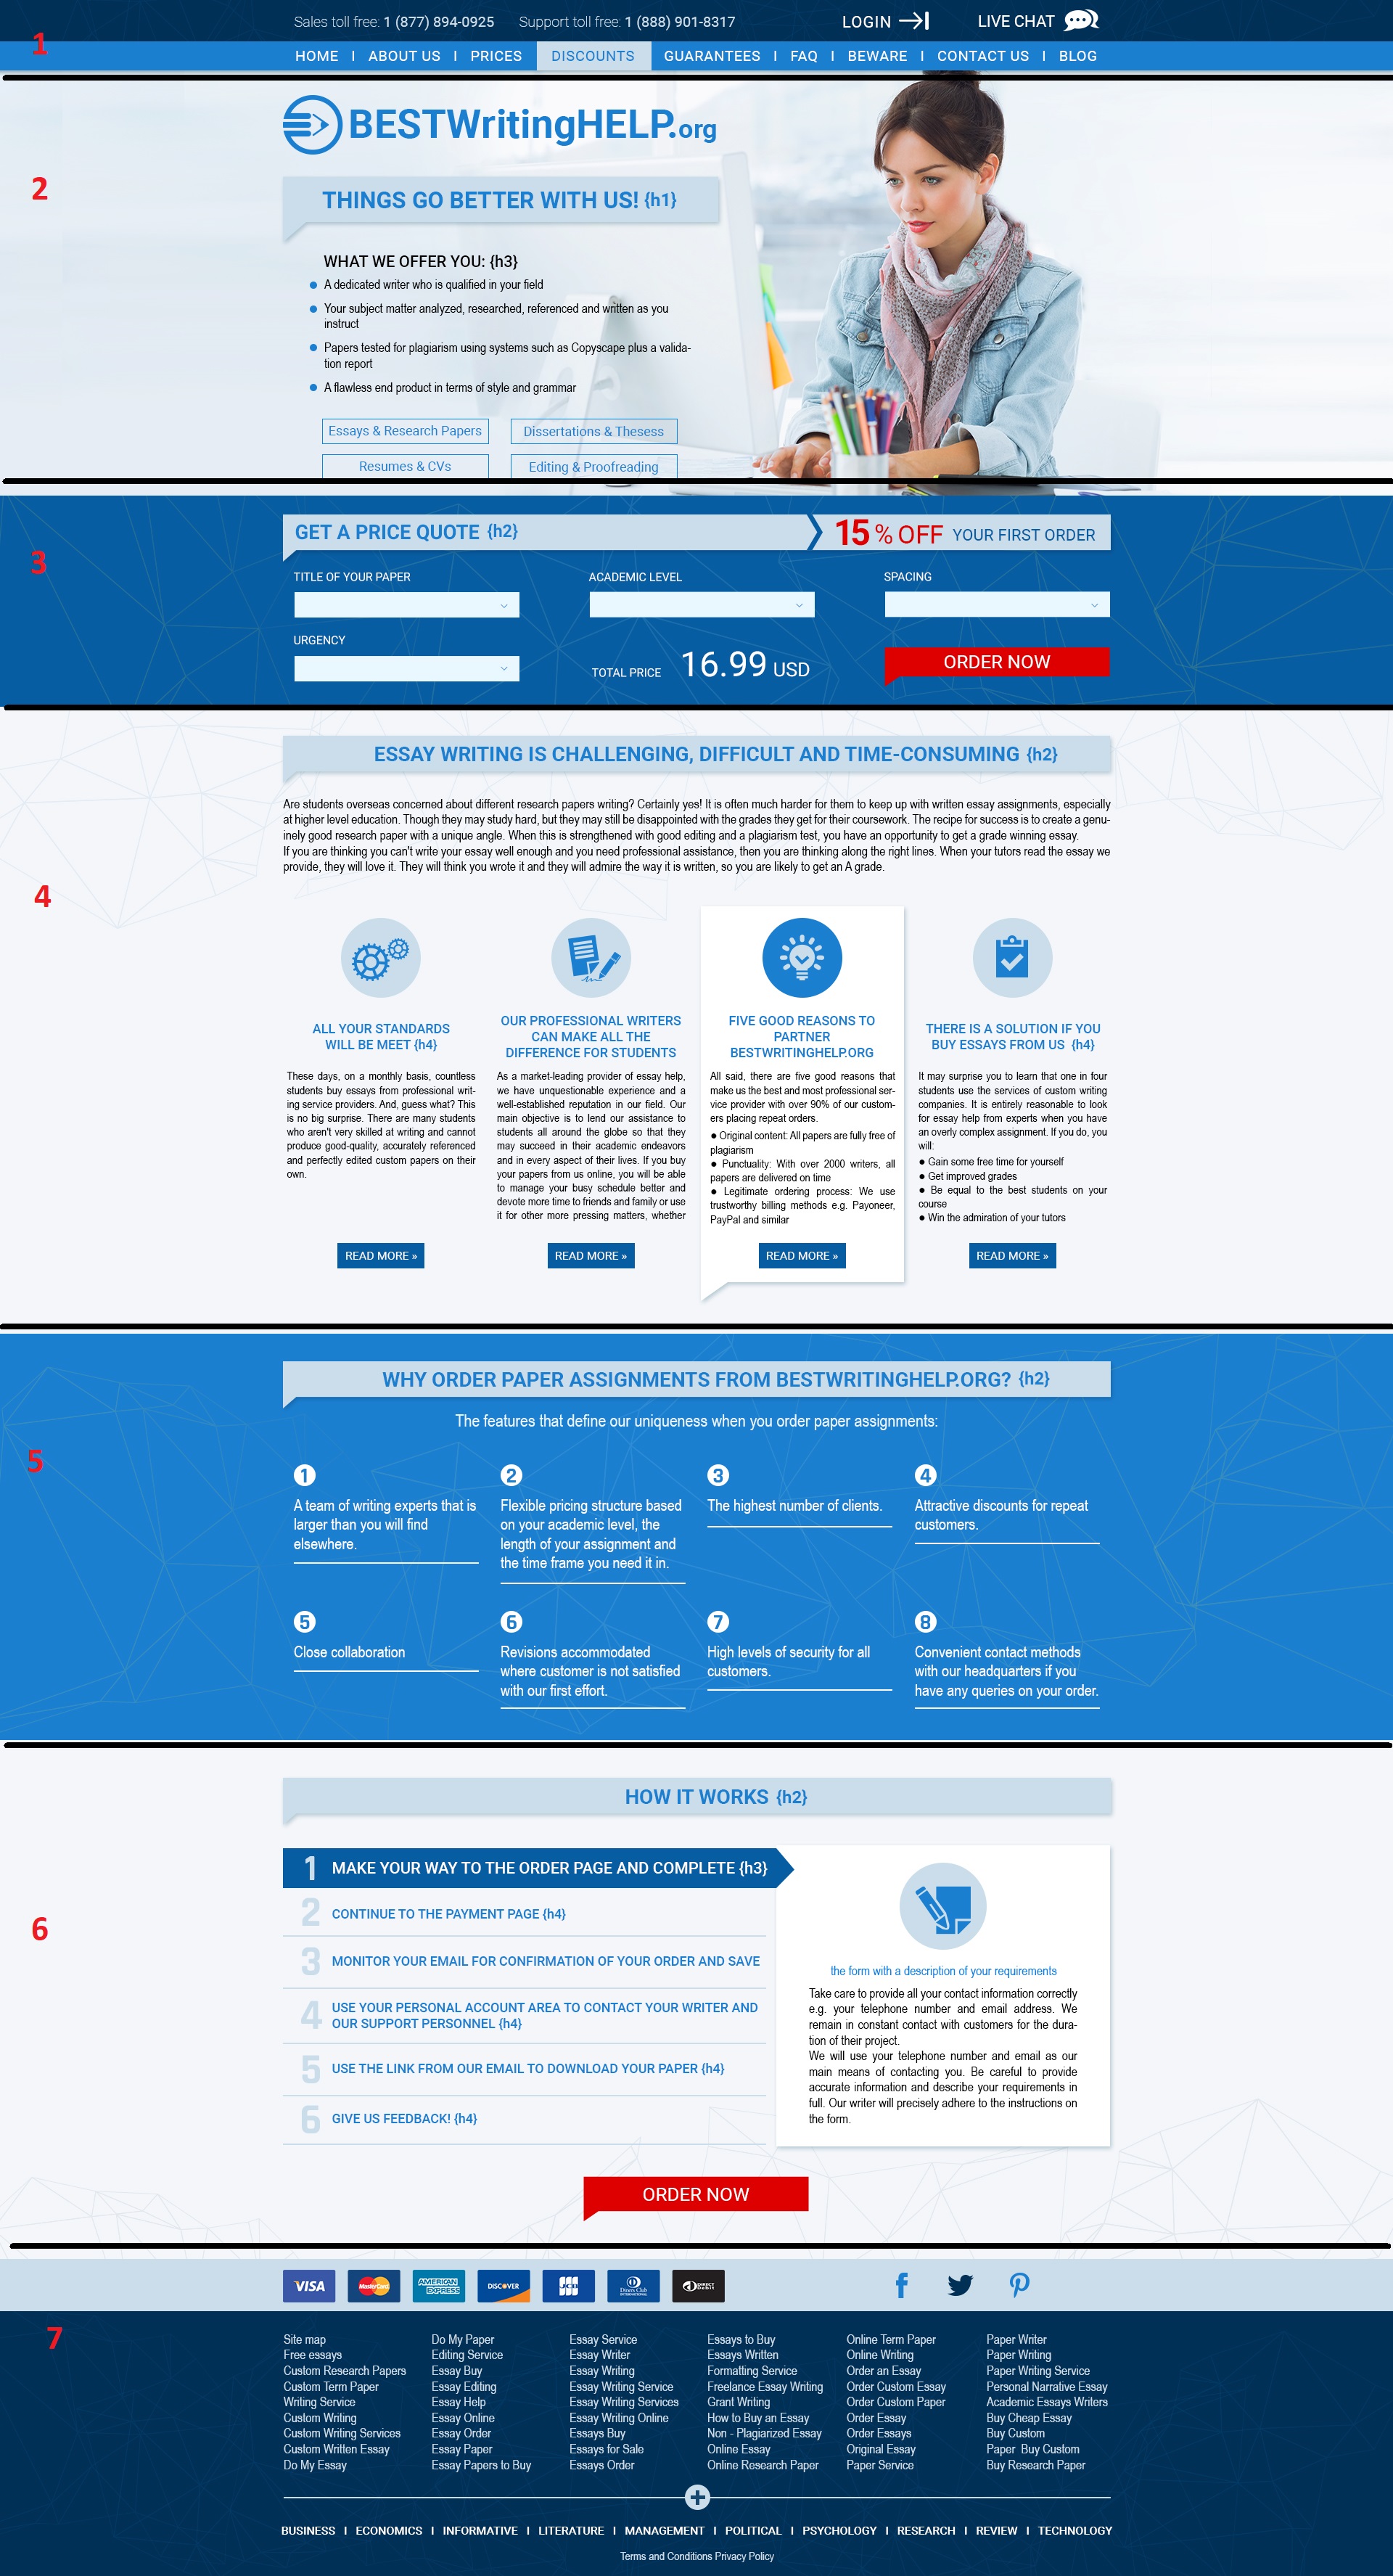 Sales toll free: 1 (877) 894-0925 Support toll free: 1 (888) 901-8317 LOGIN LIVE CHAT
1
HOME I ABOUT US I PRICES DISCOUNTS GUARANTEES I FAQ I BEWARE I CONTACT US I BLOG
BESTWritingHELP.org
2
THINGS GO BETTER WITH US! {h1}
WHAT WE OFFER YOU: {h3}
A dedicated writer who is qualified in your field
Your subject matter analyzed, researched, referenced and written as you
instruct
Papers tested for plagiarism using systems such as Copyscape plus a valida-
tion report
A flawless end product in terms of style and grammar
Essays & Research Papers Dissertations & Thesess
Resumes & CVs Editing & Proofreading
GET A PRICE QUOTE {h2} 15 % OFF YOUR FIRST ORDER
3
TITLE OF YOUR PAPER ACADEMIC LEVEL SPACING
URGENCY
TOTAL PRICE 16.99 USD ORDER NOW
ESSAY WRITING IS CHALLENGING, DIFFICULT AND TIME-CONSUMING {h2}
Are students overseas concerned about different research papers writing? Certainly yes! It is often much harder for them to keep up with written essay assignments, especially
at higher level education. Though they may study hard, but they may still be disappointed with the grades they get for their coursework. The recipe for success is to create a genu-
inely good research paper with a unique angle. When this is strengthened with good editing and a plagiarism test, you have an opportunity to get a grade winning essay.
If you are thinking you can't write your essay well enough and you need professional assistance, then you are thinking along the right lines. When your tutors read the essay we
provide, they will love it. They will think you wrote it and they will admire the way it is written, so you are likely to get an A grade.
4
ALL YOUR STANDARDS
WILL BE MEET {h4}
These days, on a monthly basis, countless
students buy essays from professional writ-
ing service providers. And, guess what? This
is no big surprise. There are many students
who aren't very skilled at writing and cannot
produce good-quality, accurately referenced
and perfectly edited custom papers on their
own.
READ MORE »
OUR PROFESSIONAL WRITERS
CAN MAKE ALL THE
DIFFERENCE FOR STUDENTS
As a market-leading provider of essay help,
we have unquestionable experience and a
well-established reputation in our field. Our
main objective is to lend our assistance to
students all around the globe so that they
may succeed in their academic endeavors
and in every aspect of their lives. If you buy
your papers from us online, you will be able
to manage your busy schedule better and
devote more time to friends and family or use
it for other more pressing matters, whether
READ MORE »
FIVE GOOD REASONS TO
PARTNER
BESTWRITINGHELP.ORG
All said, there are five good reasons that
make us the best and most professional ser-
vice provider with over 90% of our custom-
ers placing repeat orders.
● Original content: All papers are fully free of
plagiarism
● Punctuality: With over 2000 writers, all
papers are delivered on time
● Legitimate ordering process: We use
trustworthy billing methods e.g. Payoneer,
PayPal and similar
READ MORE »
THERE IS A SOLUTION IF YOU
BUY ESSAYS FROM US {h4}
It may surprise you to learn that one in four
students use the services of custom writing
companies. It is entirely reasonable to look
for essay help from experts when you have
an overly complex assignment. If you do, you
will:
● Gain some free time for yourself
● Get improved grades
● Be equal to the best students on your
course
● Win the admiration of your tutors
READ MORE »
WHY ORDER PAPER ASSIGNMENTS FROM BESTWRITINGHELP.ORG? {h2}
The features that define our uniqueness when you order paper assignments:
5
1
A team of writing experts that is
larger than you will find
elsewhere.
2
Flexible pricing structure based
on your academic level, the
length of your assignment and
the time frame you need it in.
3
The highest number of clients.
4
Attractive discounts for repeat
customers.
5
Close collaboration
6
Revisions accommodated
where customer is not satisfied
with our first effort.
7
High levels of security for all
customers.
8
Convenient contact methods
with our headquarters if you
have any queries on your order.
HOW IT WORKS {h2}
6
1 MAKE YOUR WAY TO THE ORDER PAGE AND COMPLETE {h3}
2 CONTINUE TO THE PAYMENT PAGE {h4}
3 MONITOR YOUR EMAIL FOR CONFIRMATION OF YOUR ORDER AND SAVE
4 USE YOUR PERSONAL ACCOUNT AREA TO CONTACT YOUR WRITER AND
OUR SUPPORT PERSONNEL {h4}
5 USE THE LINK FROM OUR EMAIL TO DOWNLOAD YOUR PAPER {h4}
6 GIVE US FEEDBACK! {h4}
the form with a description of your requirements
Take care to provide all your contact information correctly
e.g. your telephone number and email address. We
remain in constant contact with customers for the dura-
tion of their project.
We will use your telephone number and email as our
main means of contacting you. Be careful to provide
accurate information and describe your requirements in
full. Our writer will precisely adhere to the instructions on
the form.
ORDER NOW
VISA MasterCard AMERICAN EXPRESS DISCOVER JCB Diners Club INTERNATIONAL DIRECT DEBIT
7
Site map Do My Paper Essay Service Essays to Buy Online Term Paper Paper Writer
Free essays Editing Service Essay Writer Essays Written Online Writing Paper Writing
Custom Research Papers Essay Buy Essay Writing Formatting Service Order an Essay Paper Writing Service
Custom Term Paper Essay Editing Essay Writing Service Freelance Essay Writing Order Custom Essay Personal Narrative Essay
Writing Service Essay Help Essay Writing Services Grant Writing Order Custom Paper Academic Essays Writers
Custom Writing Essay Online Essay Writing Online How to Buy an Essay Order Essay Buy Cheap Essay
Custom Writing Services Essay Order Essays Buy Non - Plagiarized Essay Order Essays Buy Custom
Custom Written Essay Essay Paper Essays for Sale Online Essay Original Essay Paper Buy Custom
Do My Essay Essay Papers to Buy Essays Order Online Research Paper Paper Service Buy Research Paper
BUSINESS I ECONOMICS I INFORMATIVE I LITERATURE I MANAGEMENT I POLITICAL I PSYCHOLOGY I RESEARCH I REVIEW I TECHNOLOGY
Terms and Conditions Privacy Policy